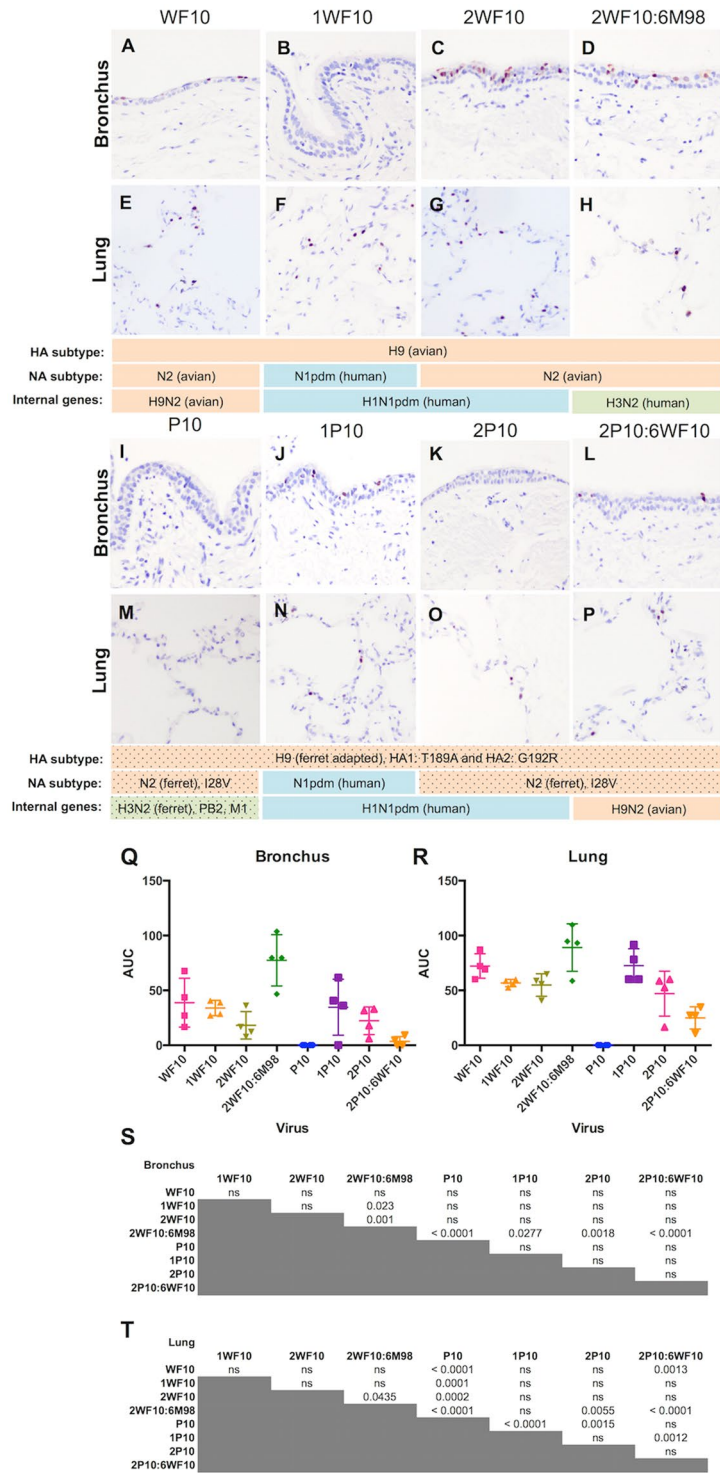 WF10 1WF10 2WF10 2WF10:6M98
A B C D
Bronchus
E F G H
Lung
HA subtype: H9 (avian)
NA subtype: N2 (avian) N1pdm (human) N2 (avian)
Internal genes: H9N2 (avian) H1N1pdm (human) H3N2 (human)
P10 1P10 2P10 2P10:6WF10
I J K L
Bronchus
M N O P
Lung
HA subtype: H9 (ferret adapted), HA1: T189A and HA2: G192R
NA subtype: N2 (ferret), I28V N1pdm (human) N2 (ferret), I28V
Internal genes: H3N2 (ferret), PB2, M1 H1N1pdm (human) H9N2 (avian)
Q Bronchus R Lung
150 150
100 100
AUC AUC
50 50
0 0
WF10 1WF10 2WF10 2WF10:6M98 P10 1P10 2P10 2P10:6WF10 WF10 1WF10 2WF10 2WF10:6M98 P10 1P10 2P10 2P10:6WF10
Virus Virus
S
Bronchus
1WF10 2WF10 2WF10:6M98 P10 1P10 2P10 2P10:6WF10
WF10 ns ns ns ns ns ns ns
1WF10 ns 0.023 ns ns ns ns
2WF10 0.001 ns ns ns ns
2WF10:6M98 < 0.0001 0.0277 0.0018 < 0.0001
P10 ns ns ns
1P10 ns ns
2P10 ns
2P10:6WF10
T
Lung
1WF10 2WF10 2WF10:6M98 P10 1P10 2P10 2P10:6WF10
WF10 ns ns ns < 0.0001 ns ns 0.0013
1WF10 ns ns 0.0001 ns ns ns
2WF10 0.0435 0.0002 ns ns ns
2WF10:6M98 < 0.0001 ns 0.0055 < 0.0001
P10 < 0.0001 0.0015 ns
1P10 ns 0.0012
2P10 ns
2P10:6WF10